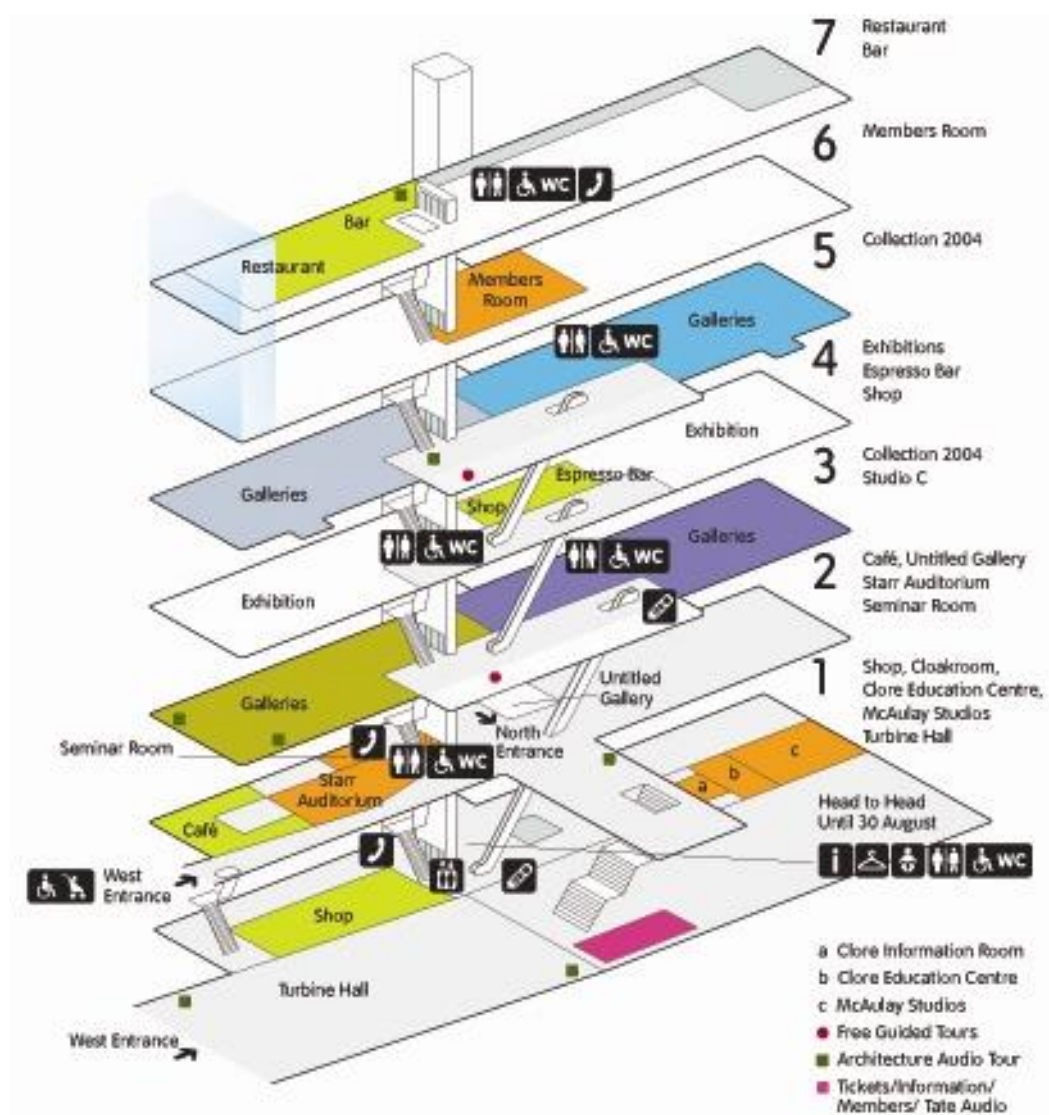 7
Restaurant
Bar
6
Members Room
5
Collection 2004
4
Exhibitions
Espresso Bar
Shop
3
Collection 2004
Studio C
2
Café, Untitled Gallery
Starr Auditorium
Seminar Room
1
Shop, Cloakroom,
Clore Education Centre,
McAulay Studios
Turbine Hall
WC
Bar
Restaurant
Members
Room
Galleries
WC
Exhibition
Galleries
Espresso Bar
Shop
WC
WC
Galleries
Exhibition
Galleries
Untitled
Gallery
North
Entrance
Seminar Room
WC
Starr
Auditorium
Café
c
b
a
Head to Head
Until 30 August
i
WC
West
Entrance
Shop
Turbine Hall
West Entrance
a Clore Information Room
b Clore Education Centre
c McAulay Studios
Free Guided Tours
Architecture Audio Tour
Tickets/Information/
Members/ Tate Audio